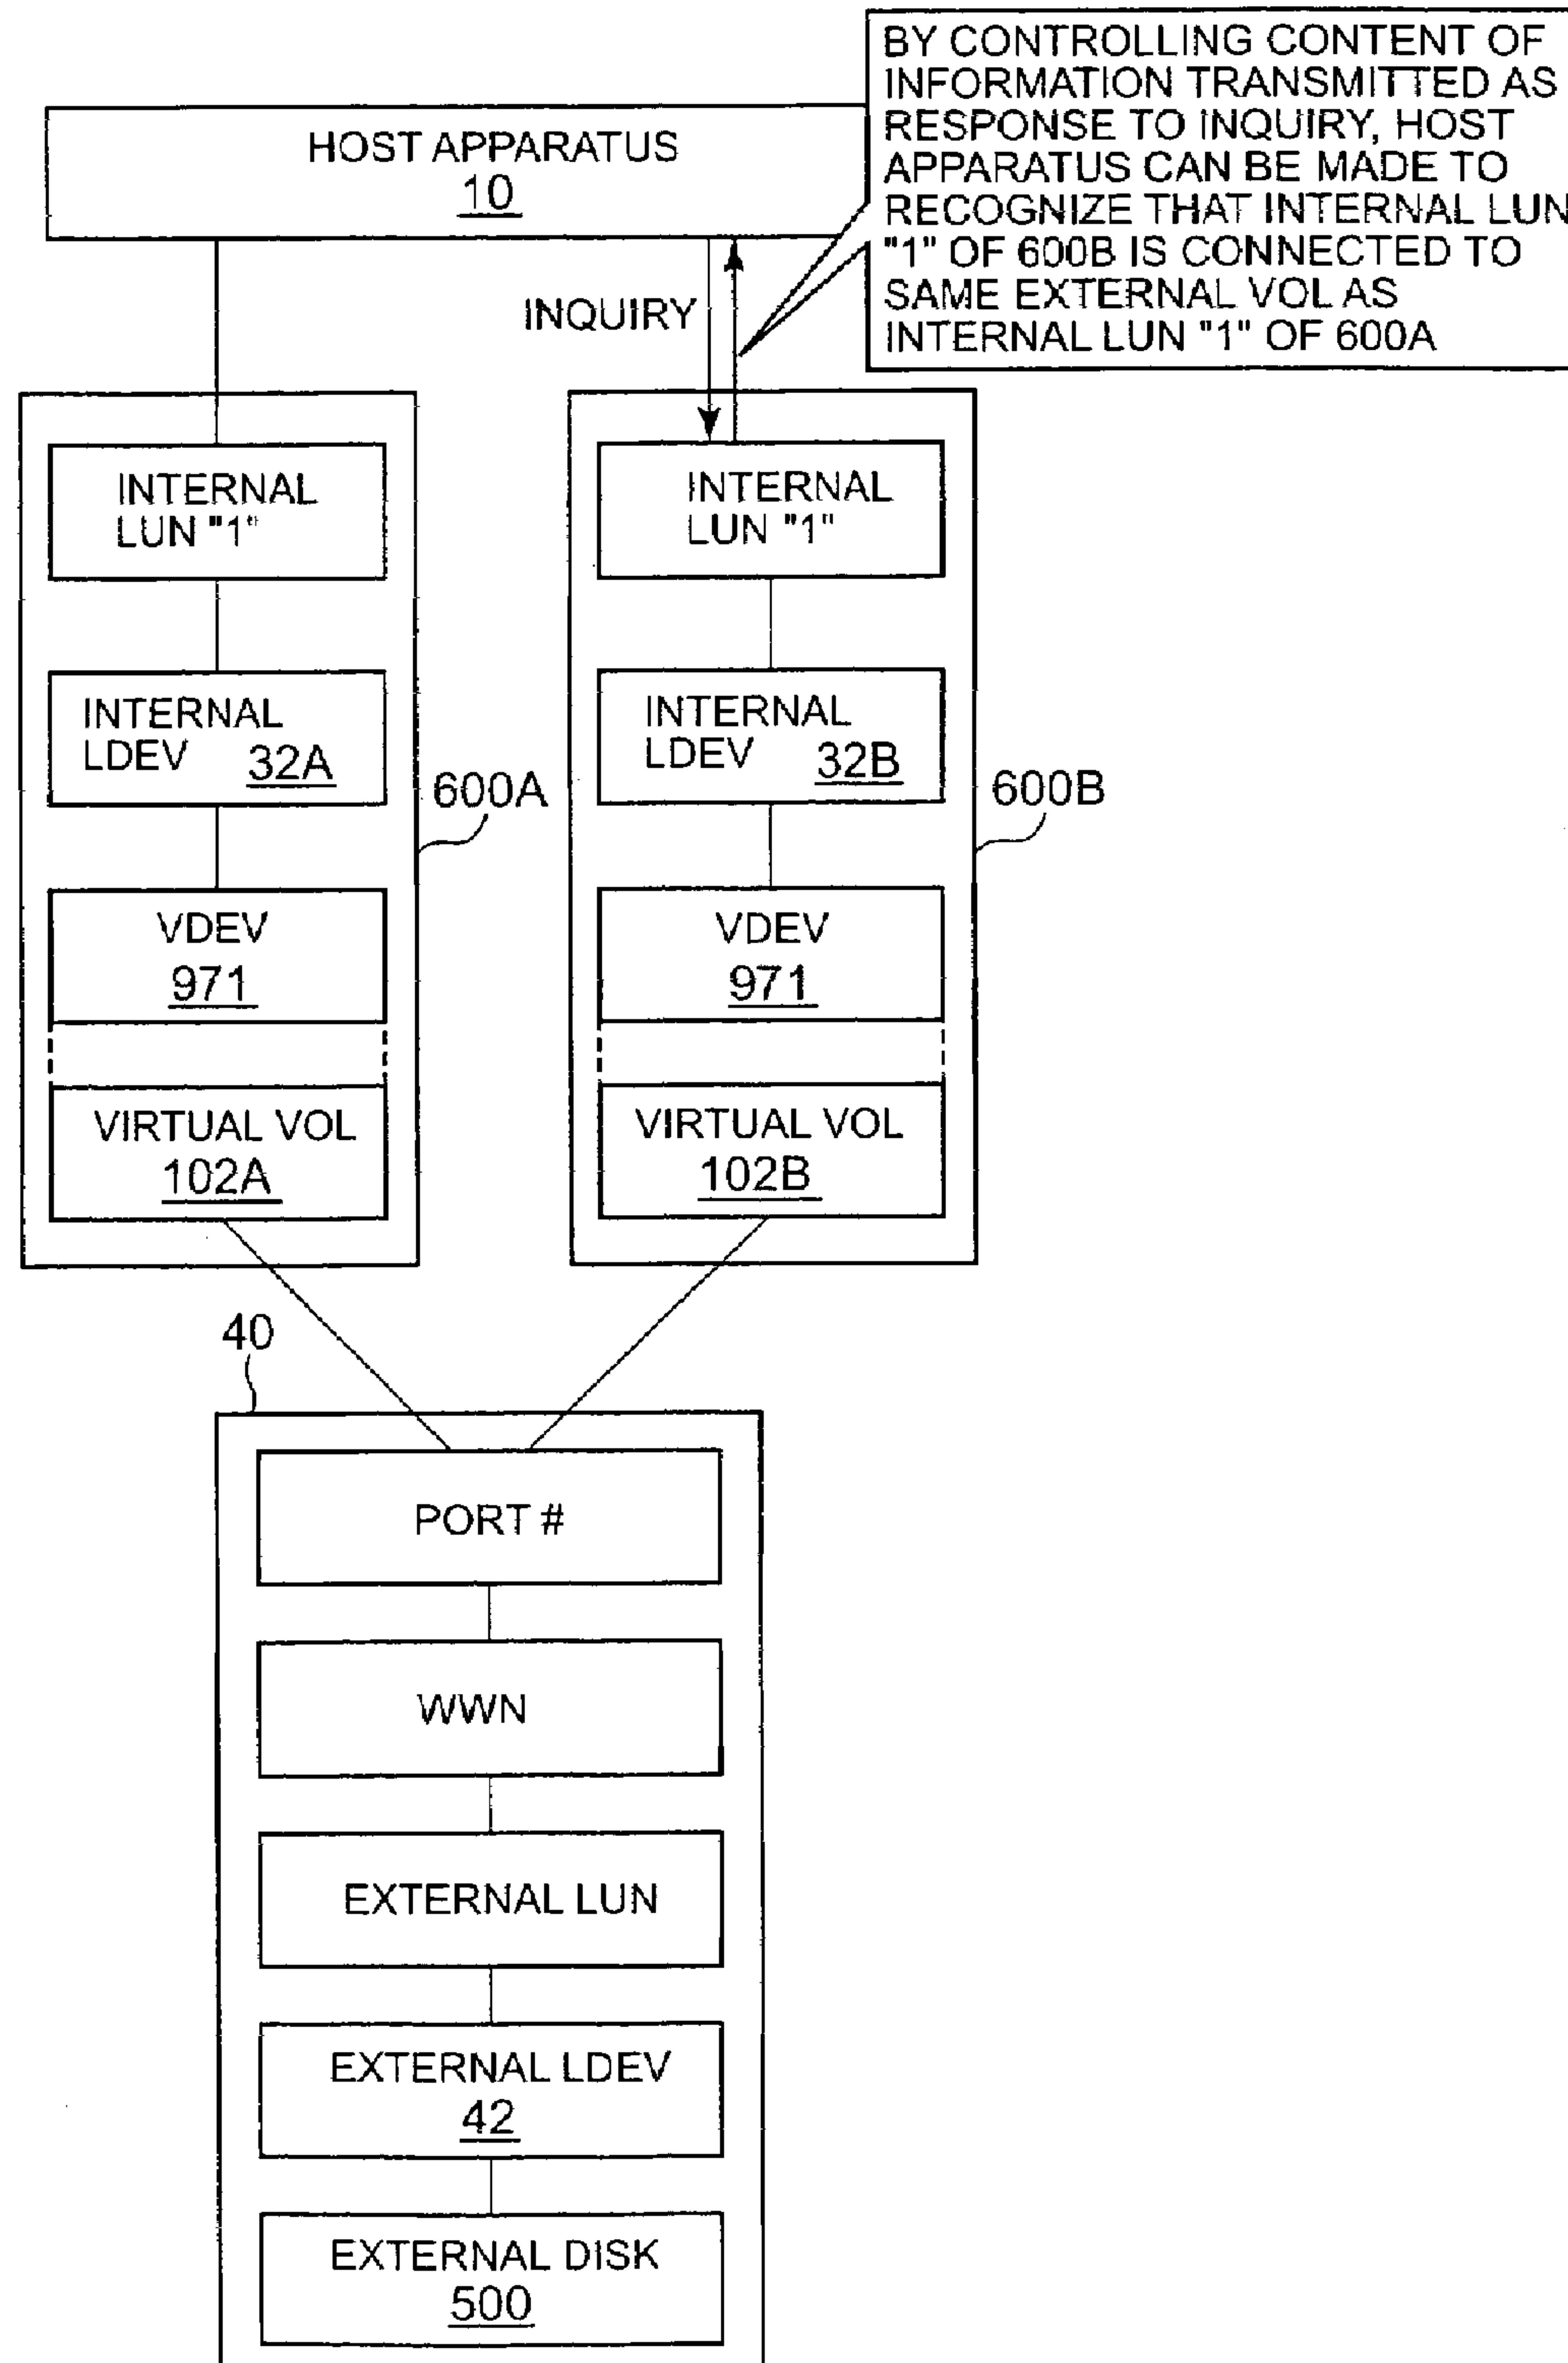 BY CONTROLLING CONTENT OF
INFORMATION TRANSMITTED AS
RESPONSE TO INQUIRY, HOST
APPARATUS CAN BE MADE TO
RECOGNIZE THAT INTERNAL LUN
"1" OF 600B IS CONNECTED TO
SAME EXTERNAL VOL AS
INTERNAL LUN "1" OF 600A
HOST APPARATUS
10
INQUIRY
INTERNAL
LUN "1"
INTERNAL
LDEV 32A
VDEV
971
VIRTUAL VOL
102A
600A
INTERNAL
LUN "1"
INTERNAL
LDEV 32B
VDEV
971
VIRTUAL VOL
102B
600B
40
PORT #
WWN
EXTERNAL LUN
EXTERNAL LDEV
42
EXTERNAL DISK
500